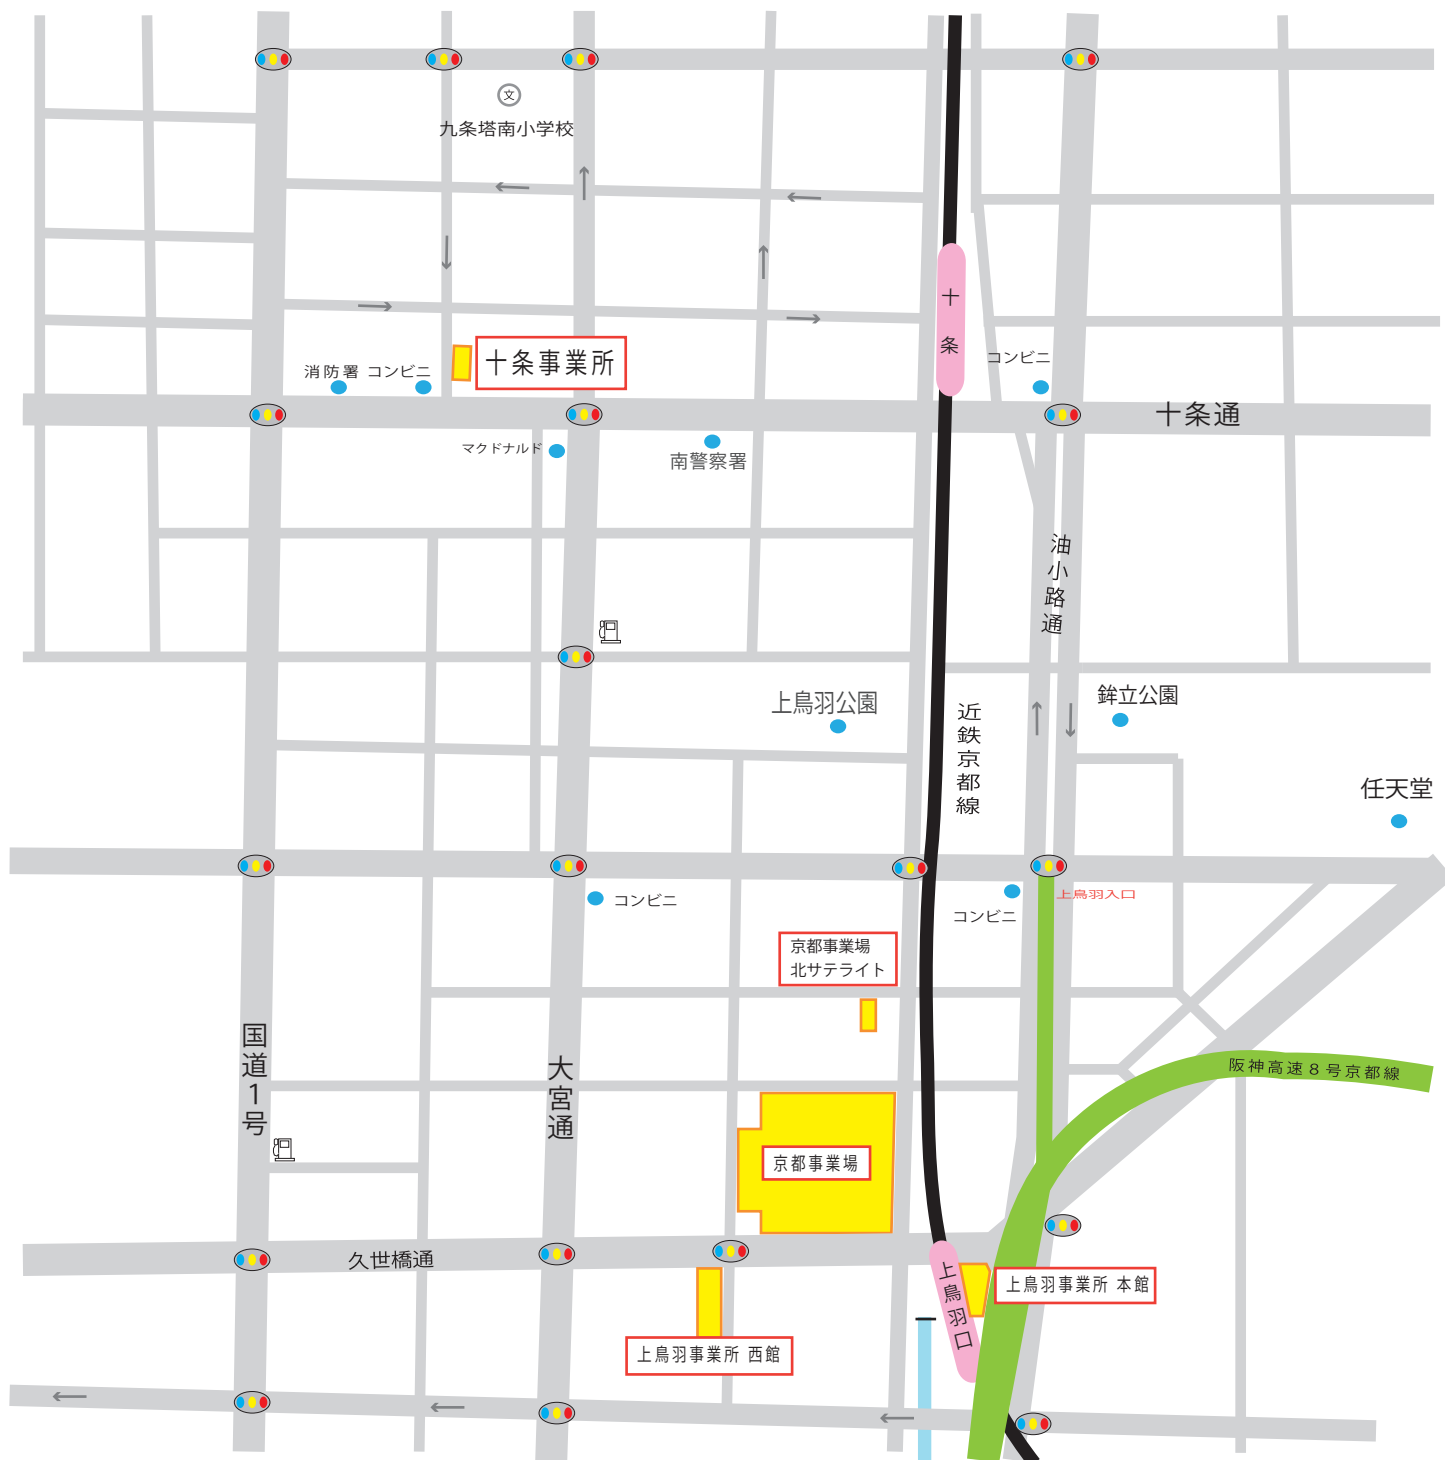 文
九条塔南小学校
十条
十条事業所
消防署
コンビニ
コンビニ
十条通
マクドナルド
南警察署
油小路通
上鳥羽公園
鉾立公園
近鉄京都線
任天堂
コンビニ
コンビニ
上鳥羽入口
京都事業場
北サテライト
国道1号
大宮通
阪神高速8号京都線
京都事業場
久世橋通
上鳥羽口
上鳥羽事業所 本館
上鳥羽事業所 西館